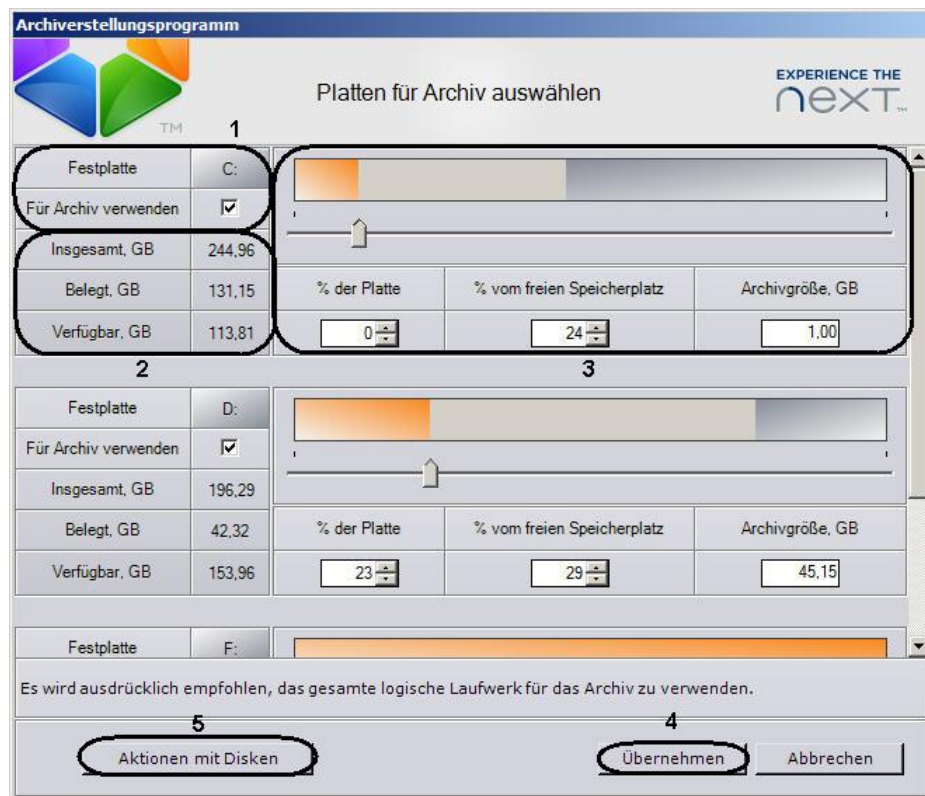 Archiverstellungsprogramm
TM
Platten für Archiv auswählen
EXPERIENCE THE
next™
1
Festplatte C:
Für Archiv verwenden
Insgesamt, GB 244,96
Belegt, GB 131,15
Verfügbar, GB 113,81
2
% der Platte % vom freien Speicherplatz Archivgröße, GB
0 24 1,00
3
Festplatte D:
Für Archiv verwenden
Insgesamt, GB 196,29
Belegt, GB 42,32
Verfügbar, GB 153,96
% der Platte % vom freien Speicherplatz Archivgröße, GB
23 29 45,15
Festplatte F:
Es wird ausdrücklich empfohlen, das gesamte logische Laufwerk für das Archiv zu verwenden.
5 4
Aktionen mit Disken Übernehmen Abbrechen